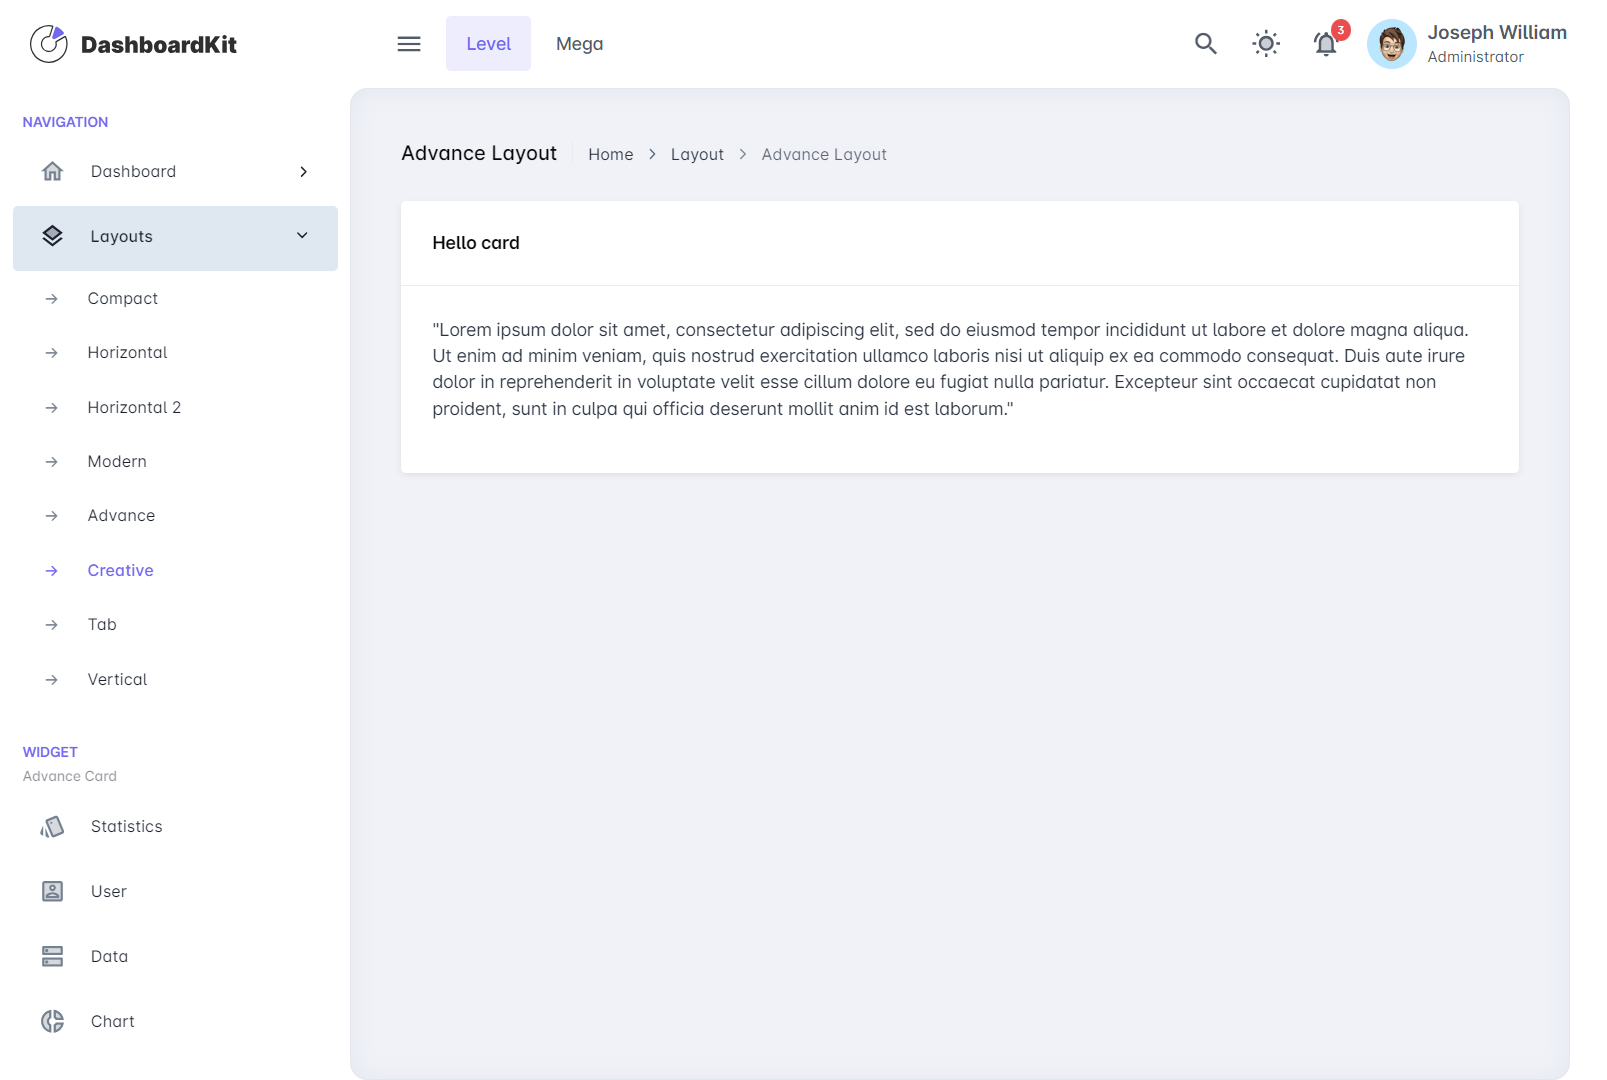 DashboardKit
Level
Mega
3
Joseph William
Administrator
NAVIGATION
Dashboard
Layouts
Compact
Horizontal
Horizontal 2
Modern
Advance
Creative
Tab
Vertical
WIDGET
Advance Card
Statistics
User
Data
Chart
Advance Layout
Home > Layout > Advance Layout
Hello card
"Lorem ipsum dolor sit amet, consectetur adipiscing elit, sed do eiusmod tempor incididunt ut labore et dolore magna aliqua.
Ut enim ad minim veniam, quis nostrud exercitation ullamco laboris nisi ut aliquip ex ea commodo consequat. Duis aute irure
dolor in reprehenderit in voluptate velit esse cillum dolore eu fugiat nulla pariatur. Excepteur sint occaecat cupidatat non
proident, sunt in culpa qui officia deserunt mollit anim id est laborum."